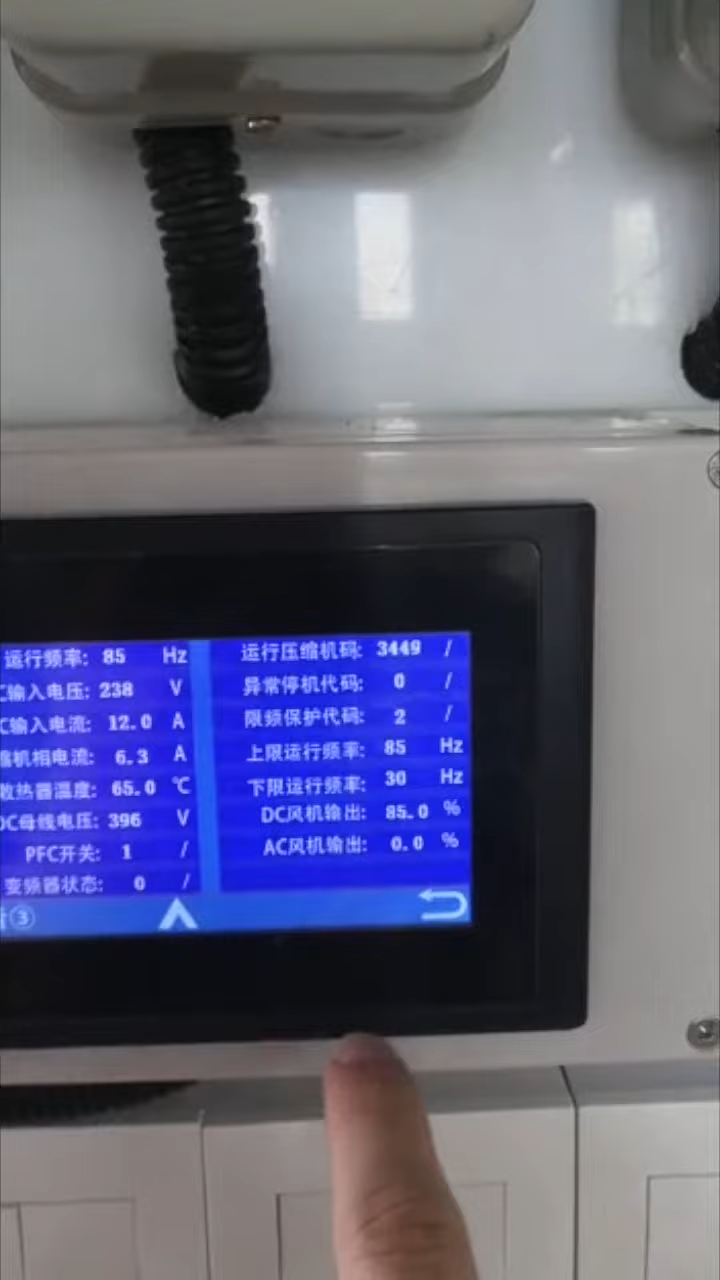 运行频率: 85 Hz
C输入电压: 238 V
C输入电流: 12.0 A
缩机相电流: 6.3 A
散热器温度: 65.0 ℃
DC母线电压: 396 V
PFC开关: 1 /
变频器状态: 0 /
③
运行压缩机码: 3449 /
异常停机代码: 0 /
限频保护代码: 2 /
上限运行频率: 85 Hz
下限运行频率: 30 Hz
DC风机输出: 85.0 %
AC风机输出: 0.0 %